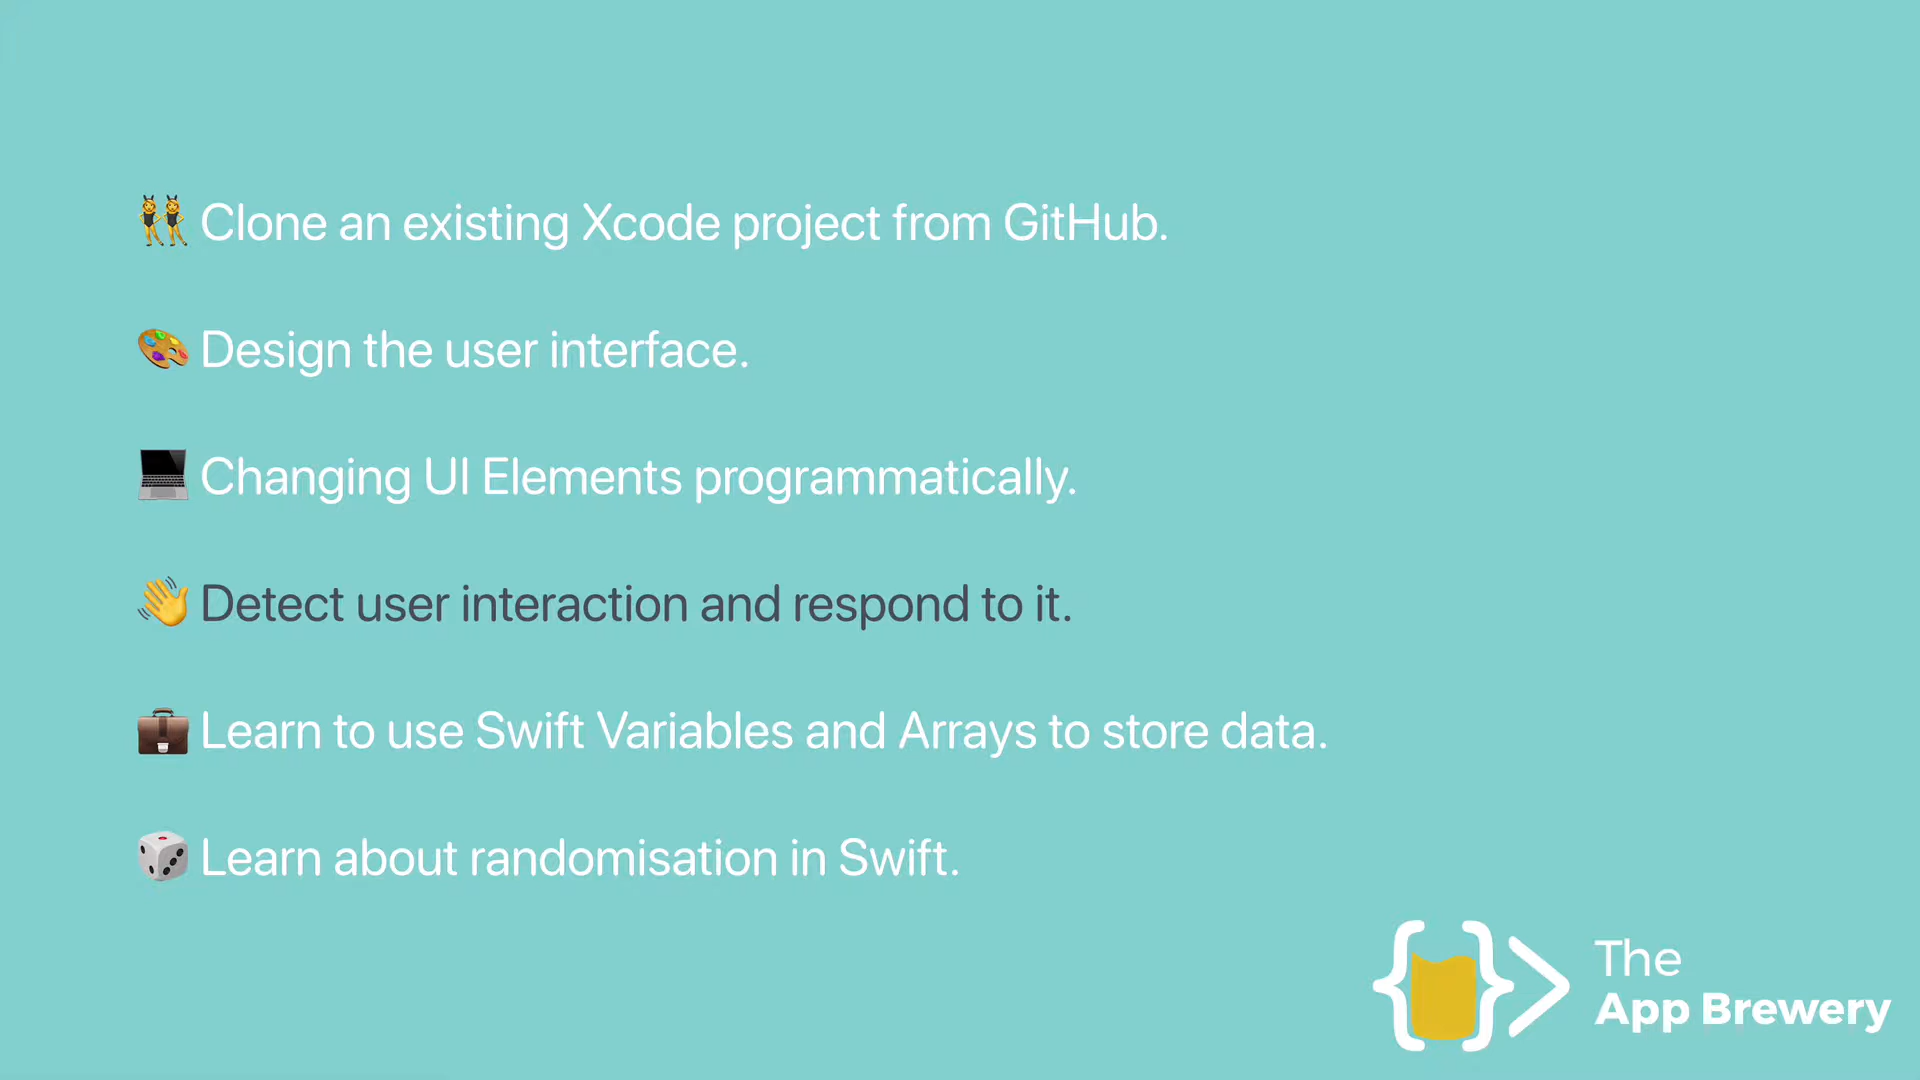 Clone an existing Xcode project from GitHub.
Design the user interface.
Changing UI Elements programmatically.
Detect user interaction and respond to it.
Learn to use Swift Variables and Arrays to store data.
Learn about randomisation in Swift.
The
App Brewery